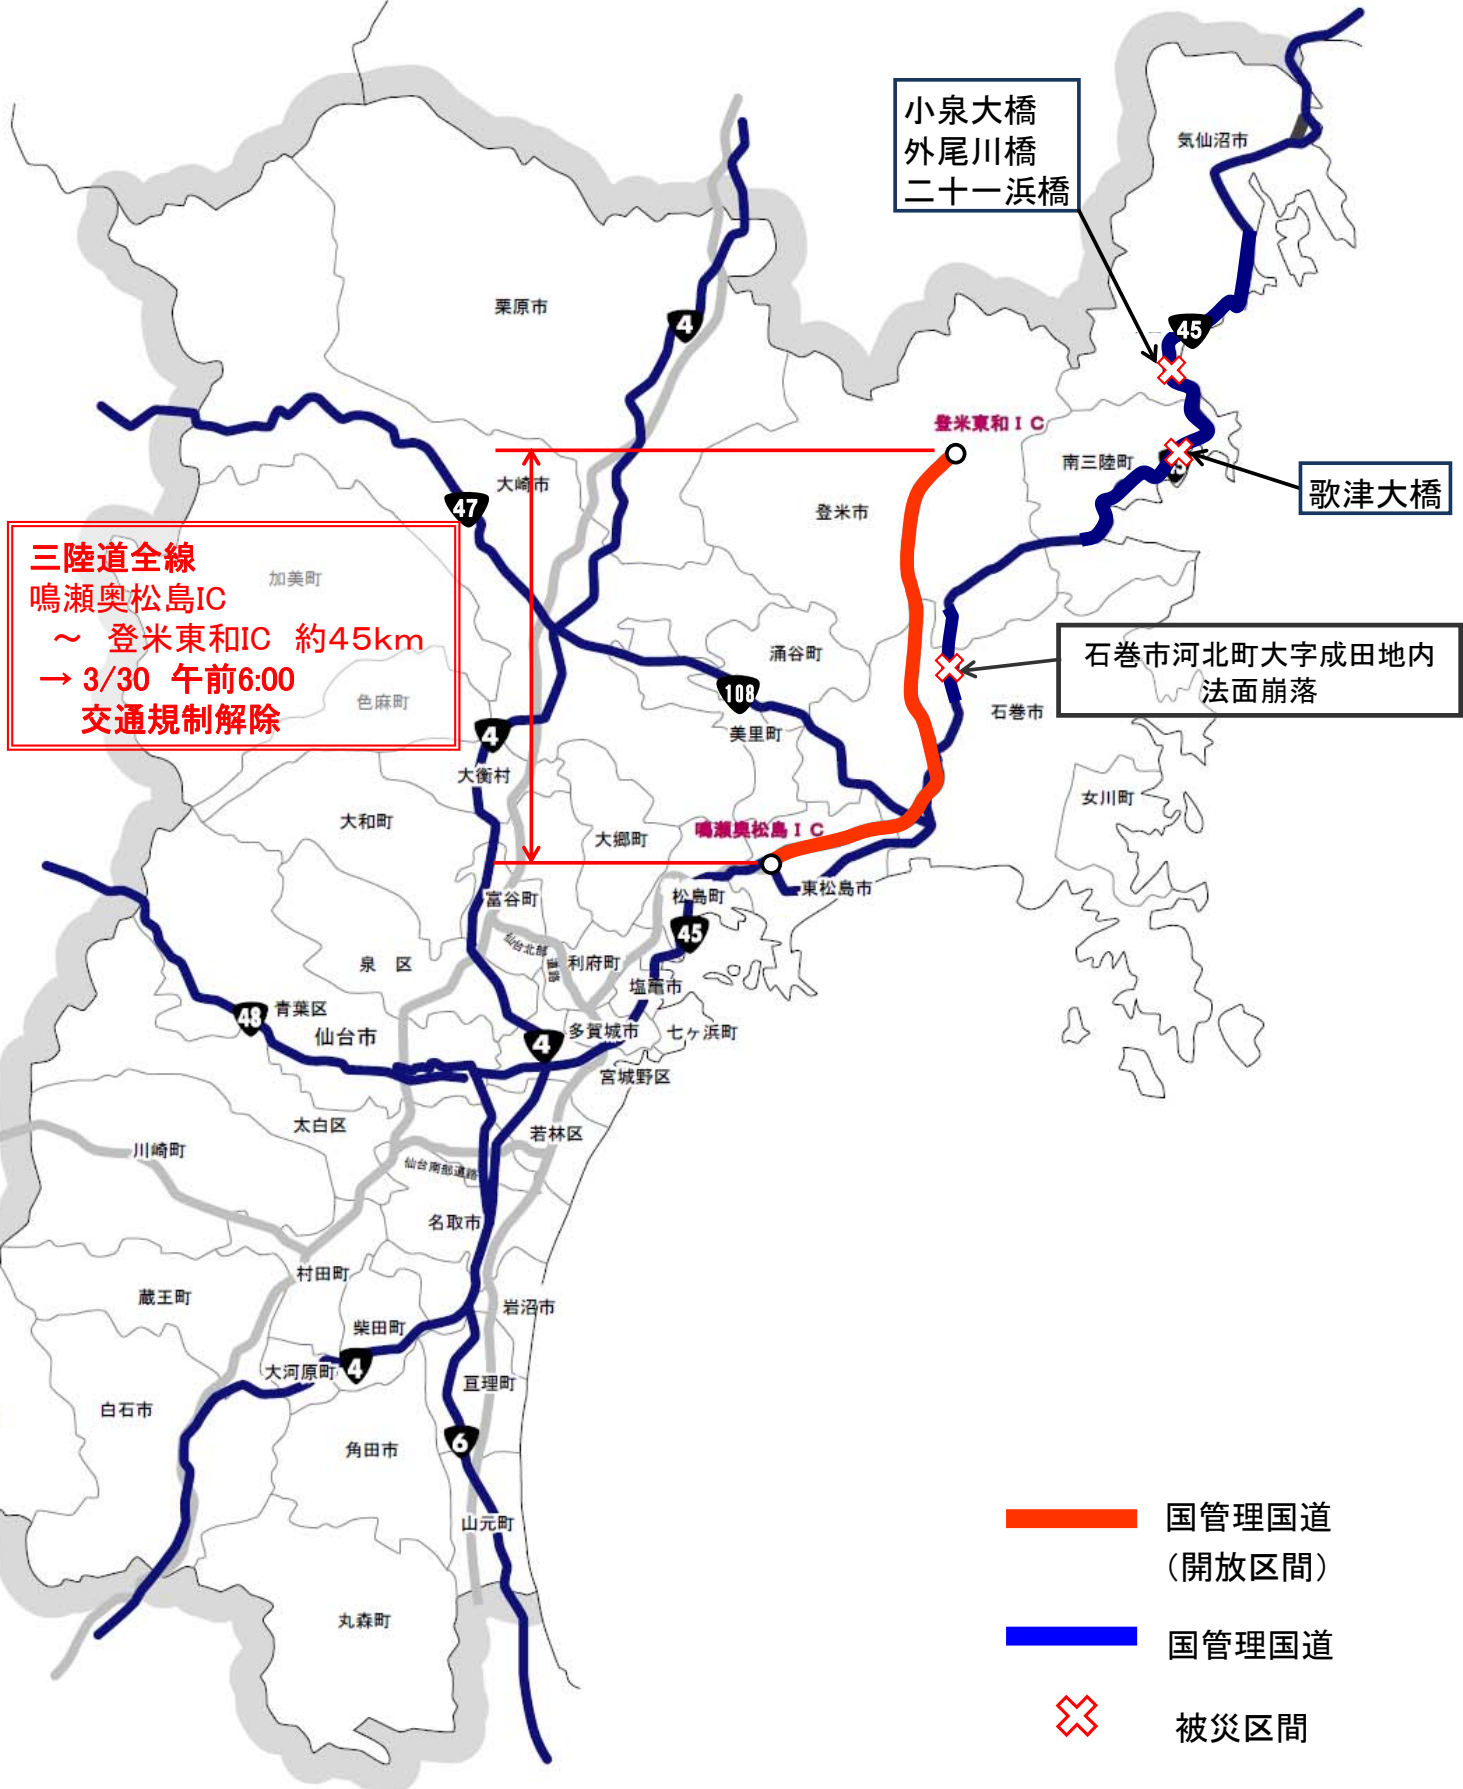 小泉大橋
外尾川橋
二十一浜橋
気仙沼市
栗原市
4
45
登米東和ＩＣ
南三陸町
歌津大橋
大崎市
47
登米市
三陸道全線
鳴瀬奥松島IC
～ 登米東和IC 約45km
→ 3/30 午前6:00
交通規制解除
加美町
色麻町
涌谷町
石巻市河北町大字成田地内
法面崩落
108
石巻市
美里町
4
大衡村
女川町
大和町
大郷町
鳴瀬奥松島ＩＣ
富谷町
松島町
東松島市
45
仙台北部道路
利府町
泉 区
塩竈市
48
青葉区
仙台市
4
多賀城市
七ヶ浜町
宮城野区
太白区
若林区
川崎町
仙台南部道路
名取市
村田町
蔵王町
岩沼市
柴田町
大河原町
4
亘理町
白石市
角田市
6
山元町
丸森町
国管理国道
（開放区間）
国管理国道
被災区間